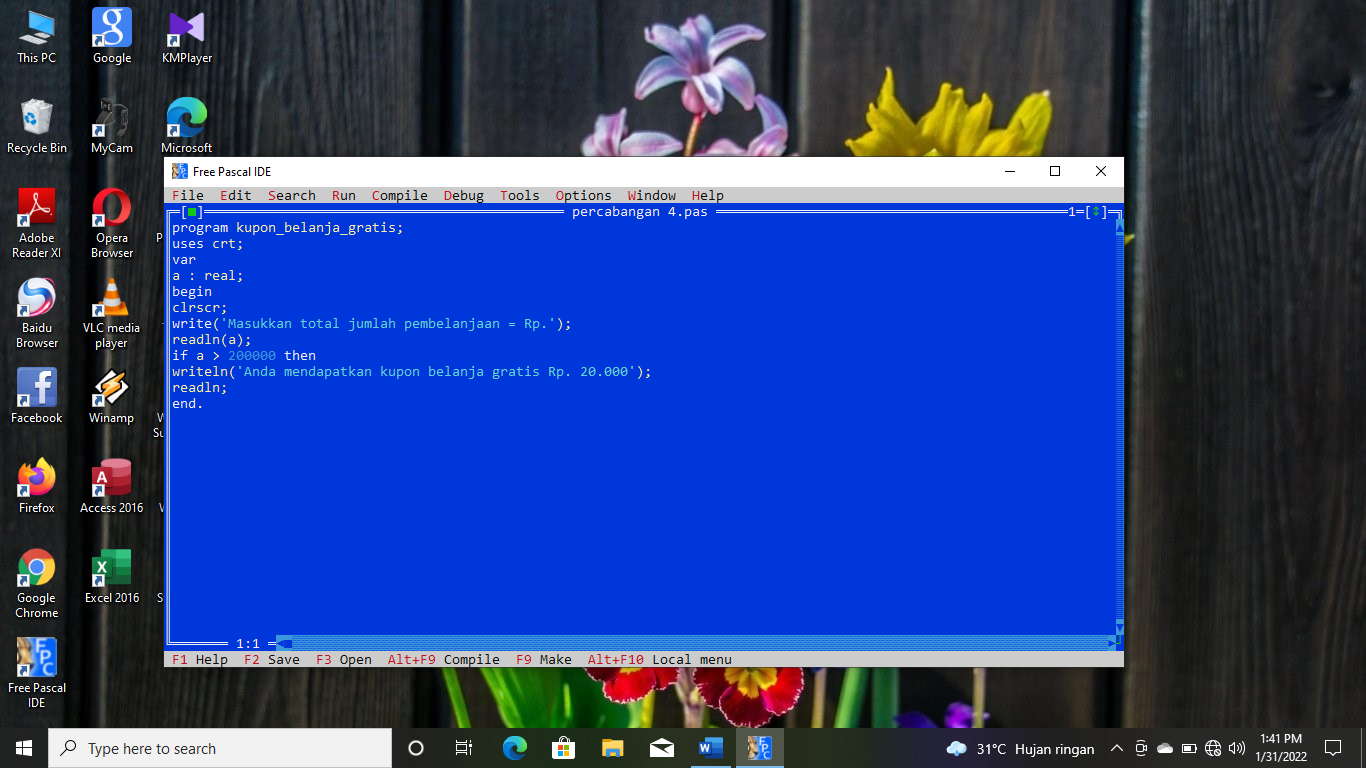 This PC
Google
KMPlayer
Recycle Bin
MyCam
Microsoft
Adobe
Reader XI
Opera
Browser
Baidu
Browser
VLC media
player
Facebook
Winamp
Firefox
Access 2016
Google
Chrome
Excel 2016
Free Pascal
IDE
Free Pascal IDE
File Edit Search Run Compile Debug Tools Options Window Help
percabangan 4.pas 1
program kupon_belanja_gratis;
uses crt;
var
a : real;
begin
clrscr;
write('Masukkan total jumlah pembelanjaan = Rp.');
readln(a);
if a > 200000 then
writeln('Anda mendapatkan kupon belanja gratis Rp. 20.000');
readln;
end.
1:1
F1 Help F2 Save F3 Open Alt+F9 Compile F9 Make Alt+F10 Local menu
Type here to search
31°C Hujan ringan
1:41 PM
1/31/2022